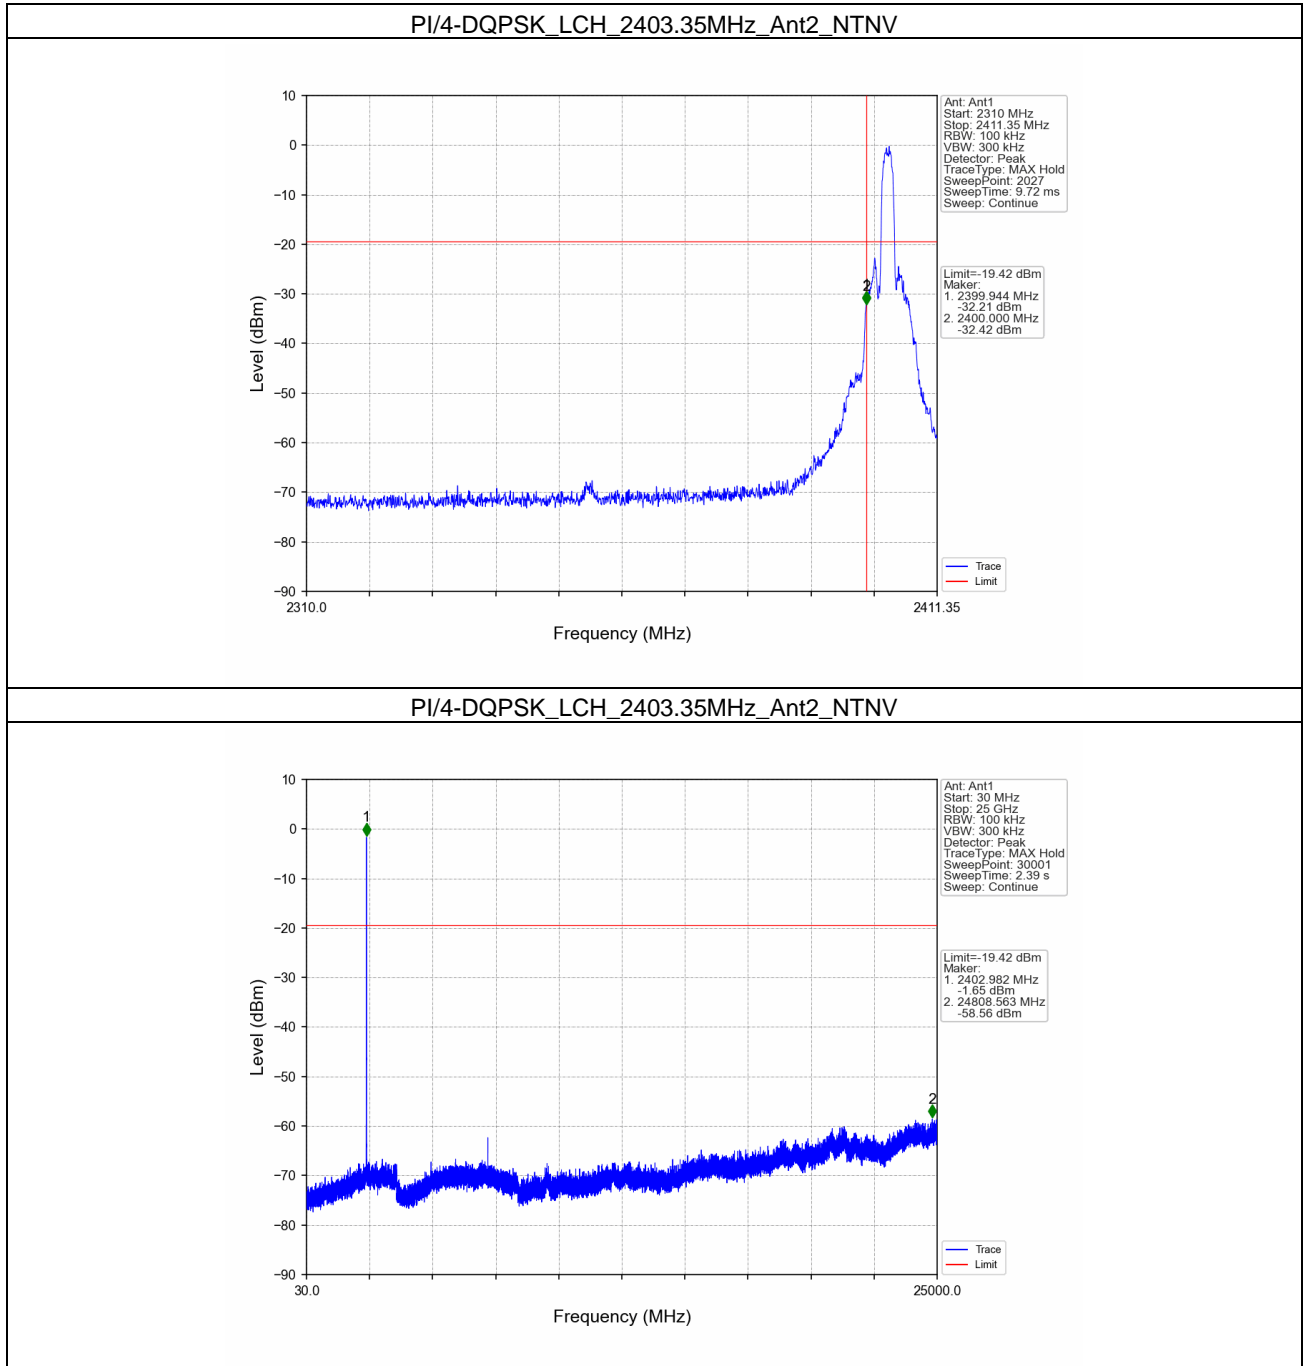 PI/4-DQPSK_LCH_2403.35MHz_Ant2_NTNV
10
0
−10
−20
−30
−40
−50
−60
−70
−80
−90
Level (dBm)
2310.0
2411.35
Frequency (MHz)
2
Ant: Ant1
Start: 2310 MHz
Stop: 2411.35 MHz
RBW: 100 kHz
VBW: 300 kHz
Detector: Peak
TraceType: MAX Hold
SweepPoint: 2027
SweepTime: 9.72 ms
Sweep: Continue
Limit=-19.42 dBm
Maker:
1. 2399.944 MHz
-32.21 dBm
2. 2400.000 MHz
-32.42 dBm
Trace
Limit
PI/4-DQPSK_LCH_2403.35MHz_Ant2_NTNV
10
0
−10
−20
−30
−40
−50
−60
−70
−80
−90
Level (dBm)
30.0
25000.0
Frequency (MHz)
1
2
Ant: Ant1
Start: 30 MHz
Stop: 25 GHz
RBW: 100 kHz
VBW: 300 kHz
Detector: Peak
TraceType: MAX Hold
SweepPoint: 30001
SweepTime: 2.39 s
Sweep: Continue
Limit=-19.42 dBm
Maker:
1. 2402.982 MHz
-1.65 dBm
2. 24808.563 MHz
-58.56 dBm
Trace
Limit